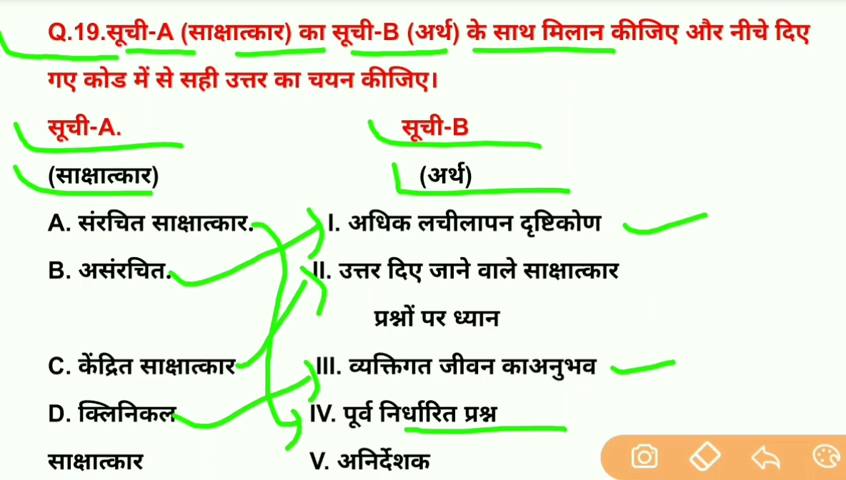 Q.19.सूची-A (साक्षात्कार) का सूची-B (अर्थ) के साथ मिलान कीजिए और नीचे दिए
गए कोड में से सही उत्तर का चयन कीजिए।
सूची-A. सूची-B
(साक्षात्कार) (अर्थ)
A. संरचित साक्षात्कार. I. अधिक लचीलापन दृष्टिकोण
B. असंरचित. II. उत्तर दिए जाने वाले साक्षात्कार
प्रश्नों पर ध्यान
C. केंद्रित साक्षात्कार III. व्यक्तिगत जीवन काअनुभव
D. क्लिनिकल IV. पूर्व निर्धारित प्रश्न
साक्षात्कार V. अनिर्देशक